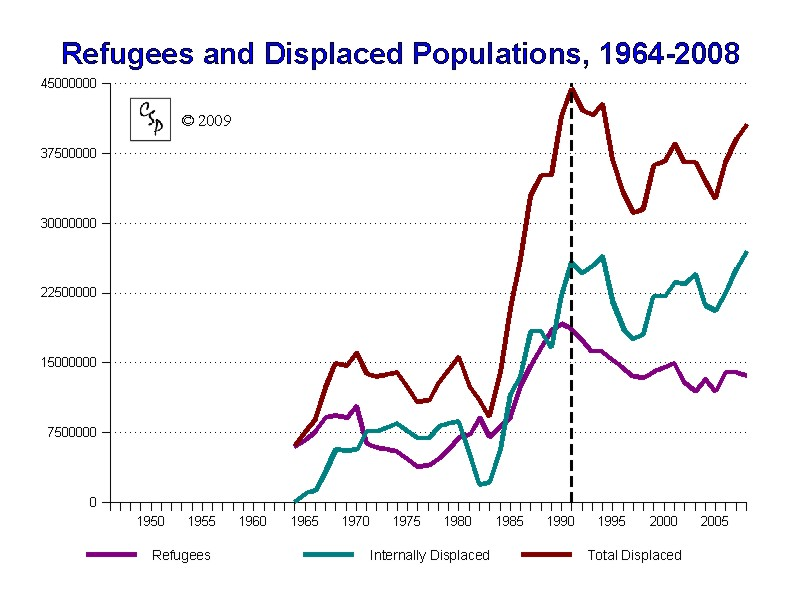 Refugees and Displaced Populations, 1964-2008
45000000
CSP
© 2009
37500000
30000000
22500000
15000000
7500000
0
1950 1955 1960 1965 1970 1975 1980 1985 1990 1995 2000 2005
Refugees Internally Displaced Total Displaced